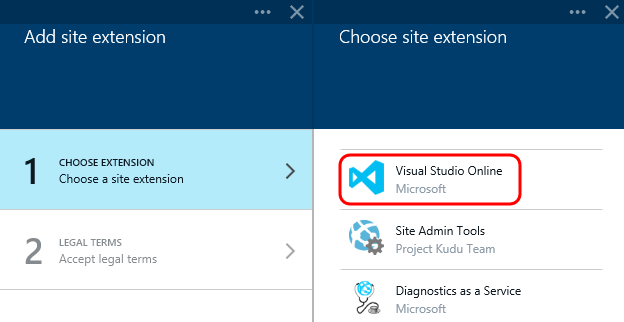 Add site extension
1
CHOOSE EXTENSION
Choose a site extension
2
LEGAL TERMS
Accept legal terms
Choose site extension
Visual Studio Online
Microsoft
Site Admin Tools
Project Kudu Team
Diagnostics as a Service
Microsoft